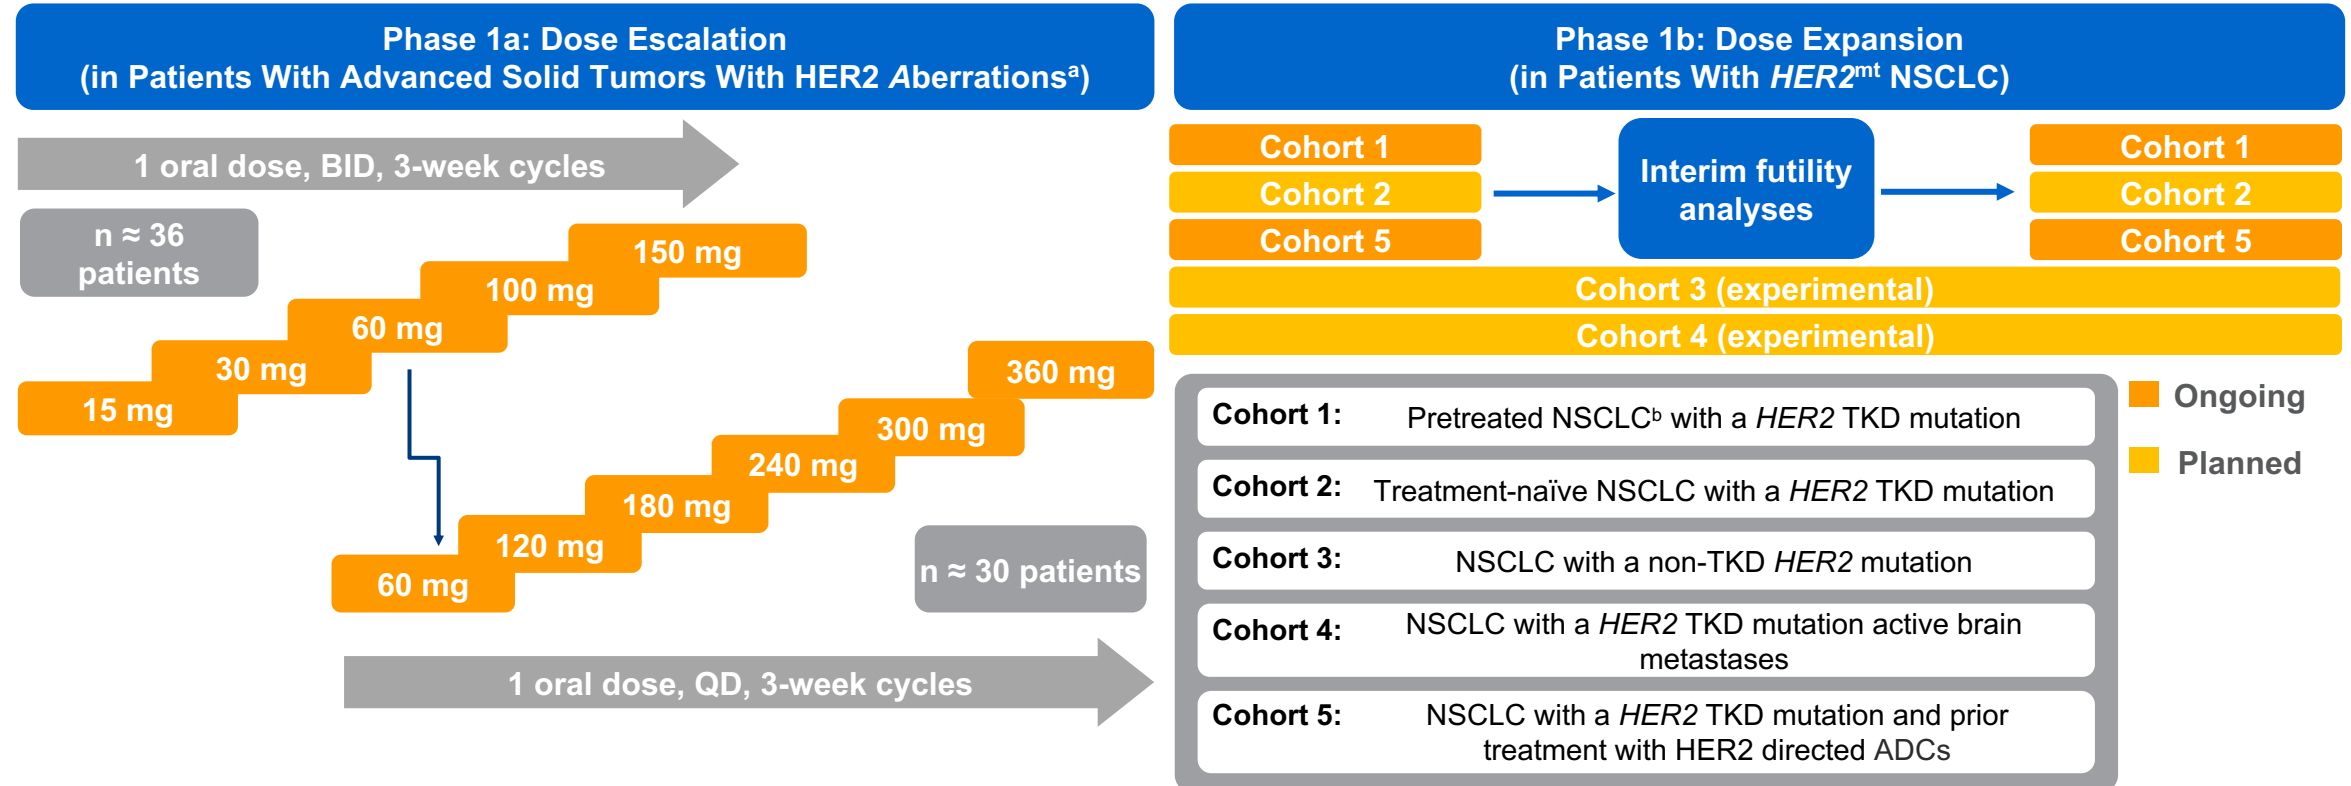 Phase 1a: Dose Escalation
(in Patients With Advanced Solid Tumors With HER2 Aberrationsᵃ)
1 oral dose, BID, 3-week cycles
n ≈ 36
patients
150 mg
100 mg
60 mg
30 mg
15 mg
360 mg
300 mg
240 mg
180 mg
120 mg
60 mg
n ≈ 30 patients
1 oral dose, QD, 3-week cycles
Phase 1b: Dose Expansion
(in Patients With HER2ᵐᵗ NSCLC)
Cohort 1
Cohort 2
Cohort 5
Interim futility
analyses
Cohort 1
Cohort 2
Cohort 5
Cohort 3 (experimental)
Cohort 4 (experimental)
Cohort 1: Pretreated NSCLCᵇ with a HER2 TKD mutation
Cohort 2: Treatment-naïve NSCLC with a HER2 TKD mutation
Cohort 3: NSCLC with a non-TKD HER2 mutation
Cohort 4: NSCLC with a HER2 TKD mutation active brain
metastases
Cohort 5: NSCLC with a HER2 TKD mutation and prior
treatment with HER2 directed ADCs
Ongoing
Planned